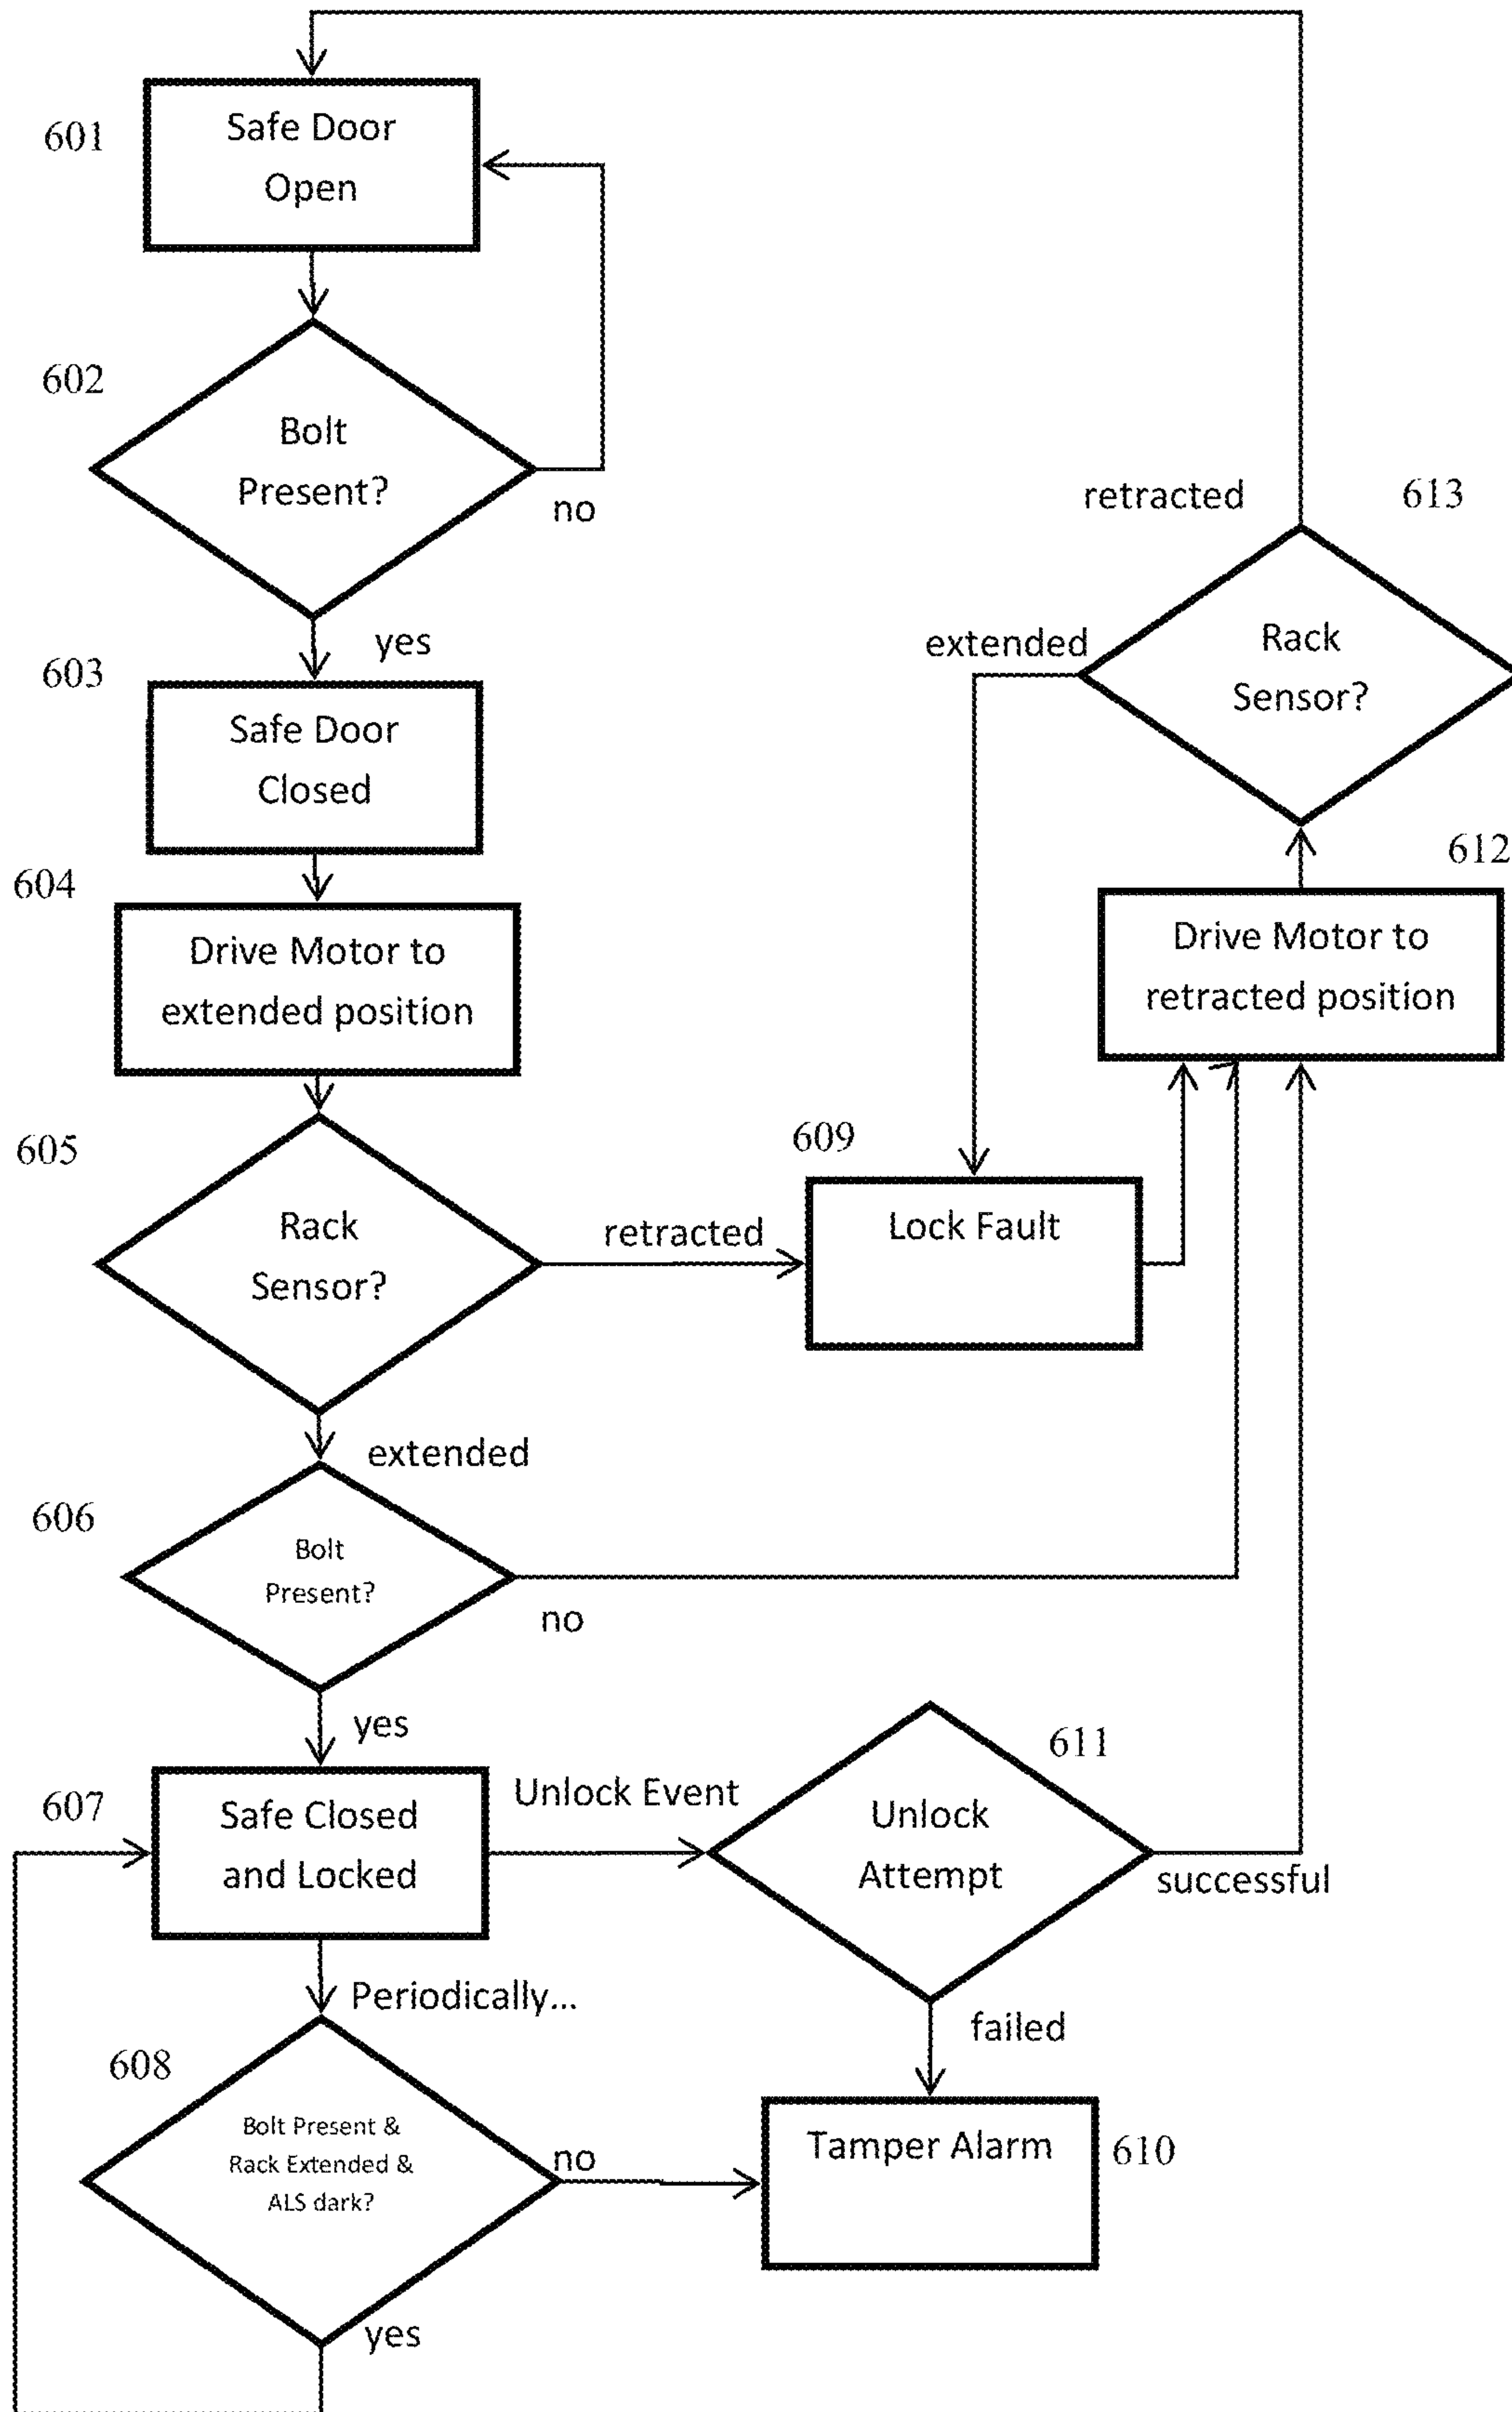 601
Safe Door
Open
602
Bolt
Present?
no
yes
603
Safe Door
Closed
604
Drive Motor to
extended position
605
Rack
Sensor?
retracted
extended
606
Bolt
Present?
no
yes
607
Safe Closed
and Locked
Unlock Event
Periodically...
608
Bolt Present &
Rack Extended &
ALS dark?
no
yes
609
Lock Fault
Tamper Alarm
610
611
Unlock
Attempt
successful
failed
612
Drive Motor to
retracted position
613
Rack
Sensor?
retracted
extended